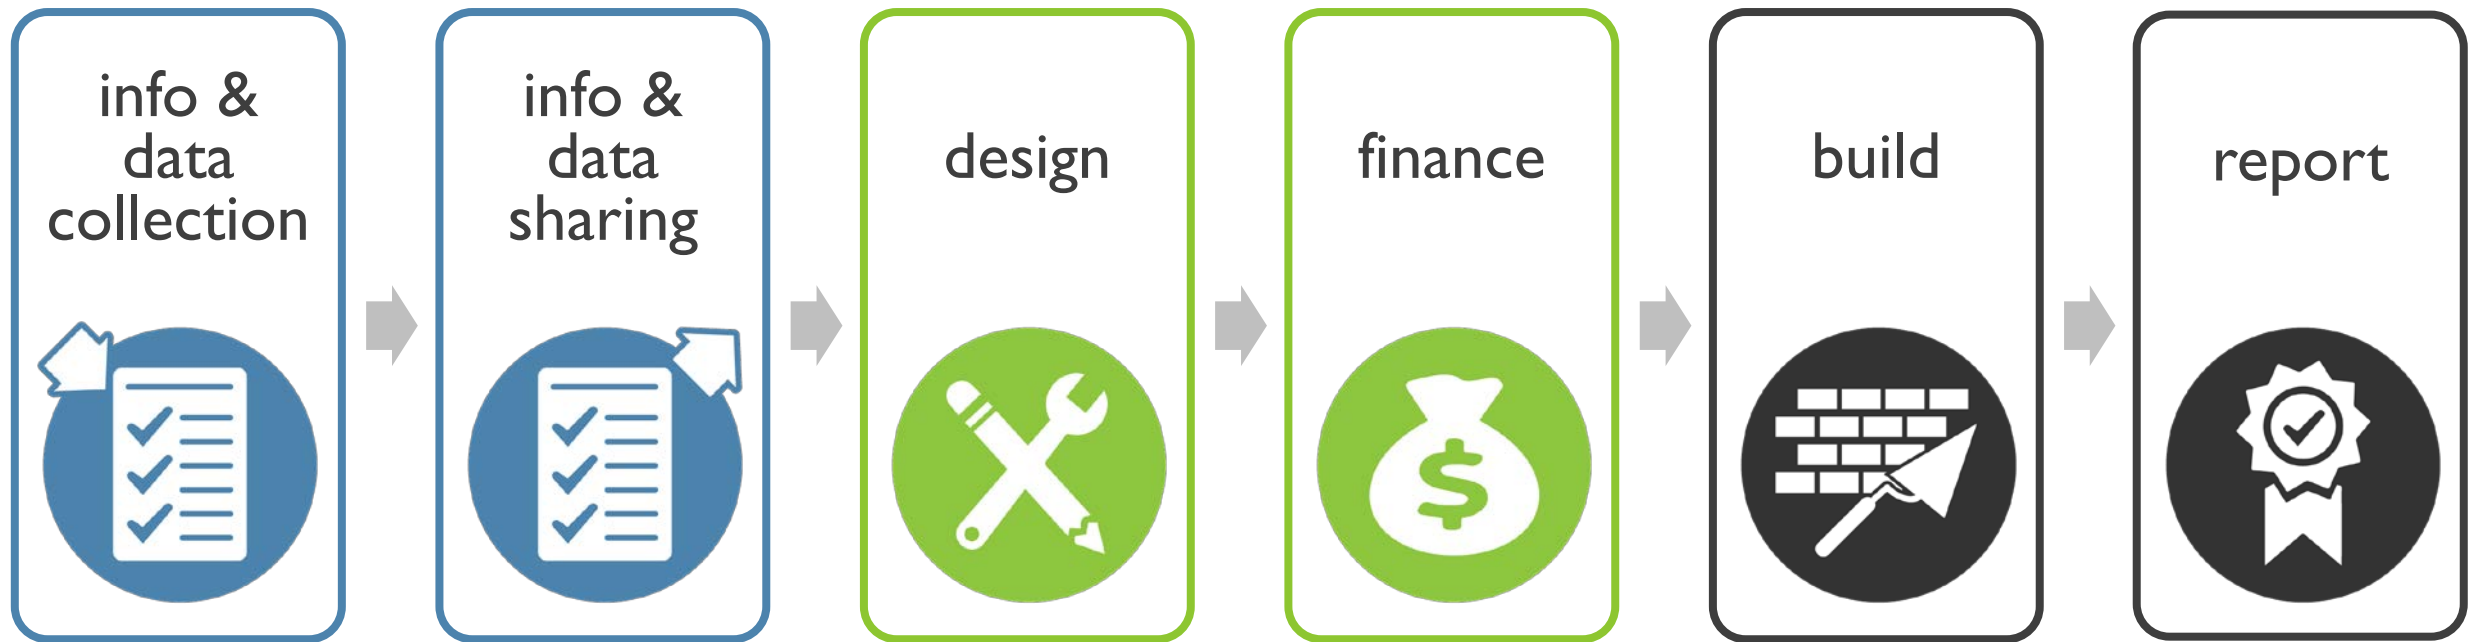 info &
data
collection
info &
data
sharing
design
finance
build
report
$